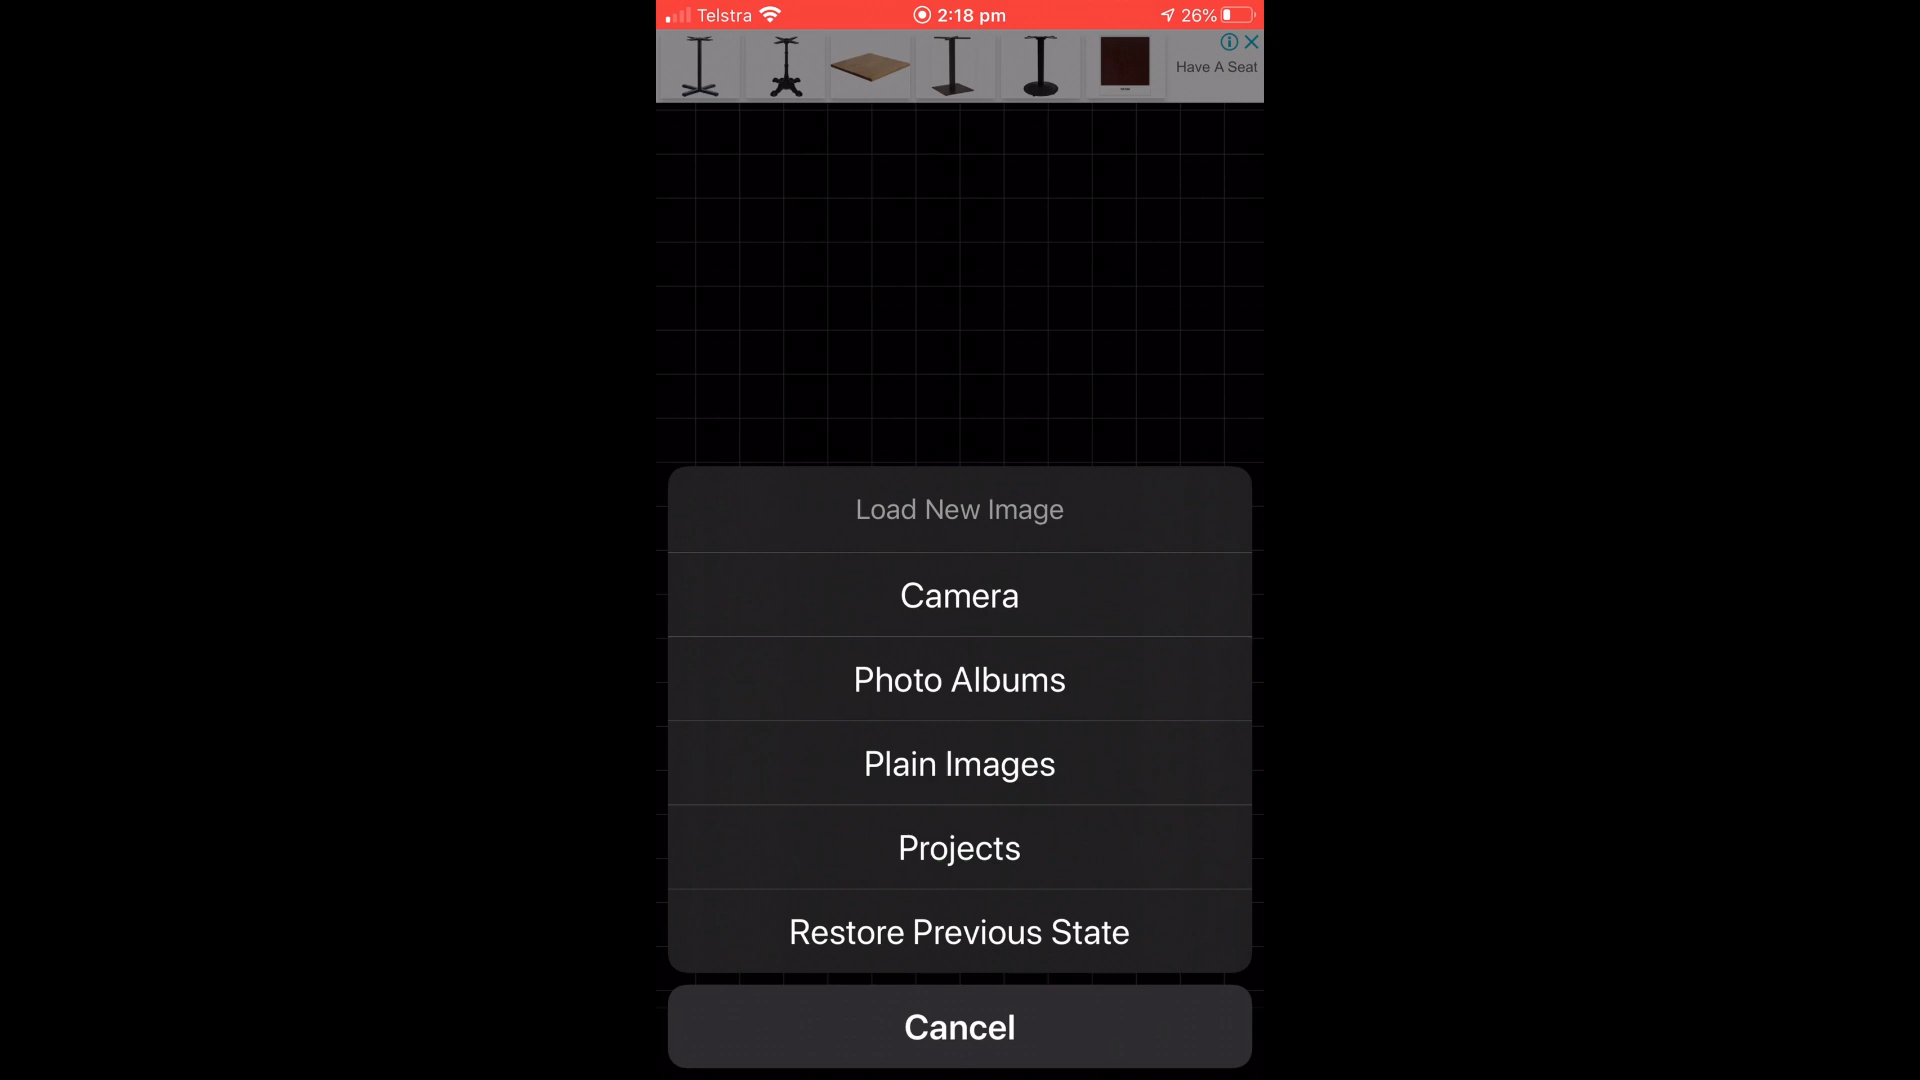 Telstra 2:18 pm 26%
Have A Seat
Load New Image
Camera
Photo Albums
Plain Images
Projects
Restore Previous State
Cancel